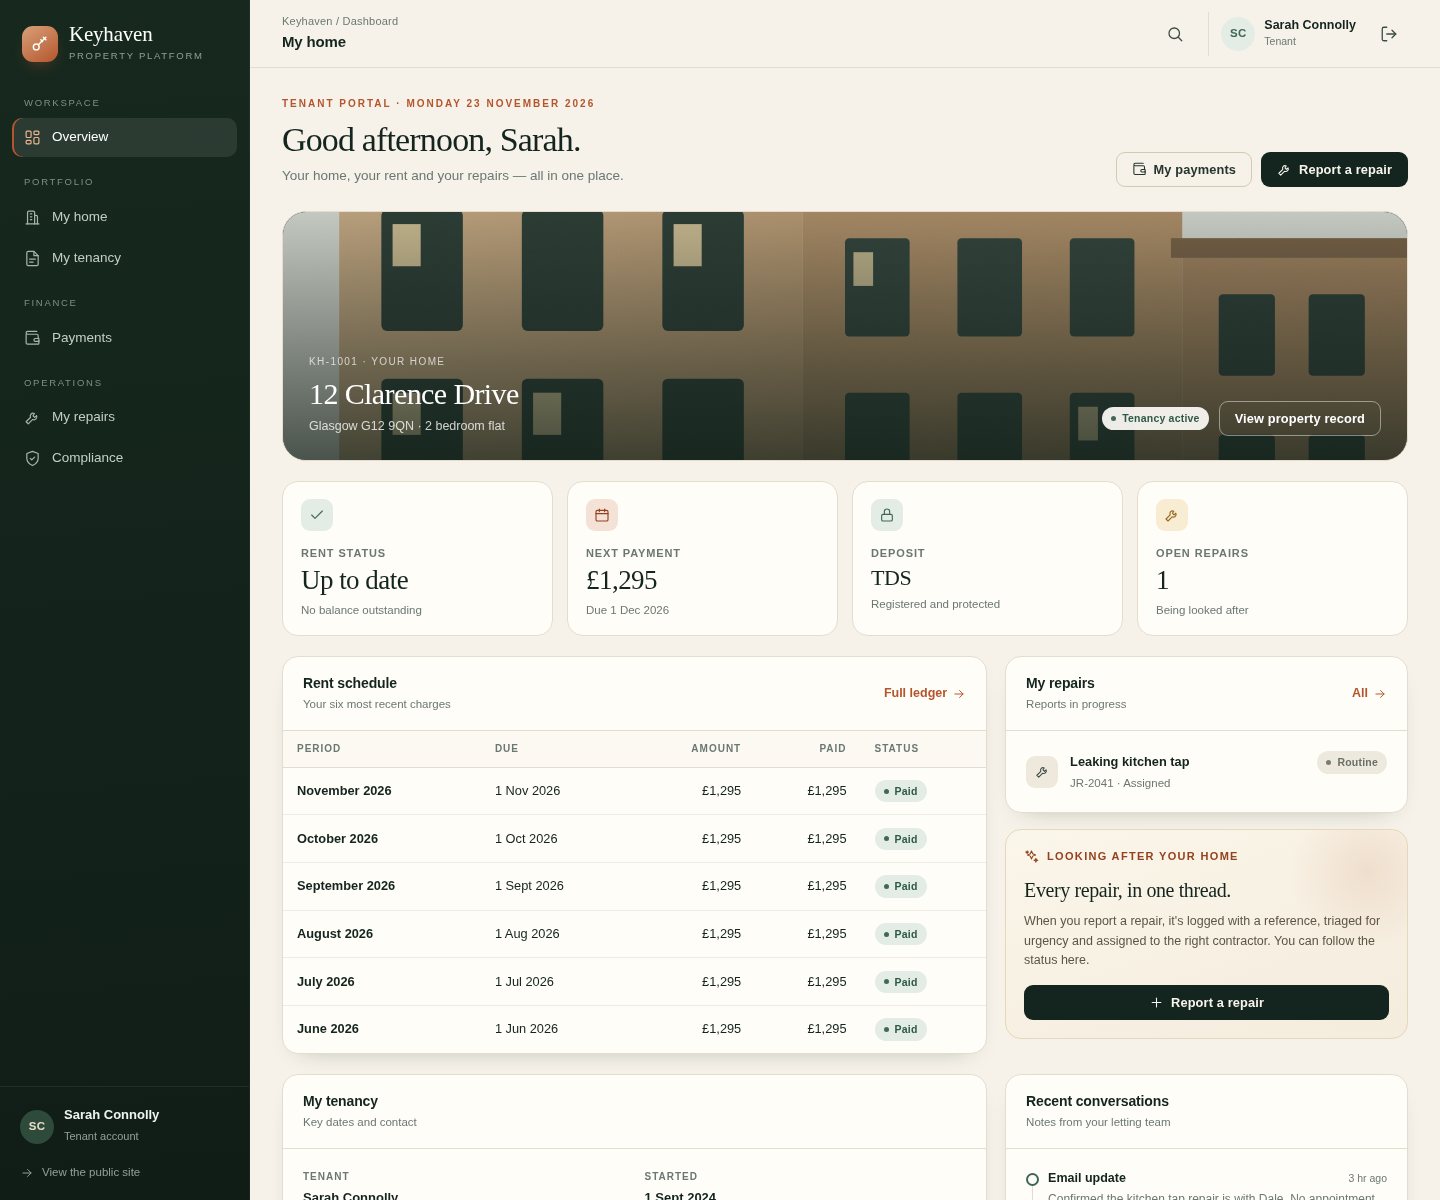 Keyhaven
PROPERTY PLATFORM
WORKSPACE
Overview
PORTFOLIO
My home
My tenancy
FINANCE
Payments
OPERATIONS
My repairs
Compliance
SC
Sarah Connolly
Tenant account
View the public site
Keyhaven / Dashboard
My home
SC
Sarah Connolly
Tenant
TENANT PORTAL · MONDAY 23 NOVEMBER 2026
Good afternoon, Sarah.
Your home, your rent and your repairs — all in one place.
My payments
Report a repair
KH-1001 · YOUR HOME
12 Clarence Drive
Glasgow G12 9QN · 2 bedroom flat
Tenancy active
View property record
RENT STATUS
Up to date
No balance outstanding
NEXT PAYMENT
£1,295
Due 1 Dec 2026
DEPOSIT
TDS
Registered and protected
OPEN REPAIRS
1
Being looked after
Rent schedule
Your six most recent charges
Full ledger
PERIOD DUE AMOUNT PAID STATUS
November 2026 1 Nov 2026 £1,295 £1,295 Paid
October 2026 1 Oct 2026 £1,295 £1,295 Paid
September 2026 1 Sept 2026 £1,295 £1,295 Paid
August 2026 1 Aug 2026 £1,295 £1,295 Paid
July 2026 1 Jul 2026 £1,295 £1,295 Paid
June 2026 1 Jun 2026 £1,295 £1,295 Paid
My repairs
Reports in progress
All
Leaking kitchen tap
JR-2041 · Assigned
Routine
LOOKING AFTER YOUR HOME
Every repair, in one thread.
When you report a repair, it's logged with a reference, triaged for
urgency and assigned to the right contractor. You can follow the
status here.
Report a repair
My tenancy
Key dates and contact
TENANT
Sarah Connolly
STARTED
1 Sept 2024
Recent conversations
Notes from your letting team
Email update
3 hr ago
Confirmed the kitchen tap repair is with Dale. No appointment